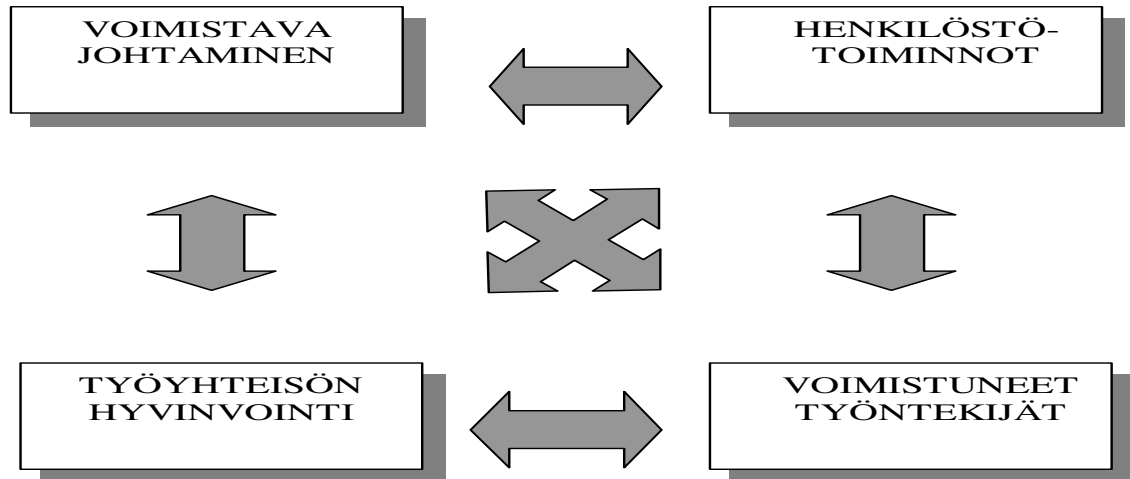 VOIMISTAVA
JOHTAMINEN
HENKILÖSTÖ-
TOIMINNOT
TYÖYHTEISÖN
HYVINVOINTI
VOIMISTUNEET
TYÖNTEKIJÄT